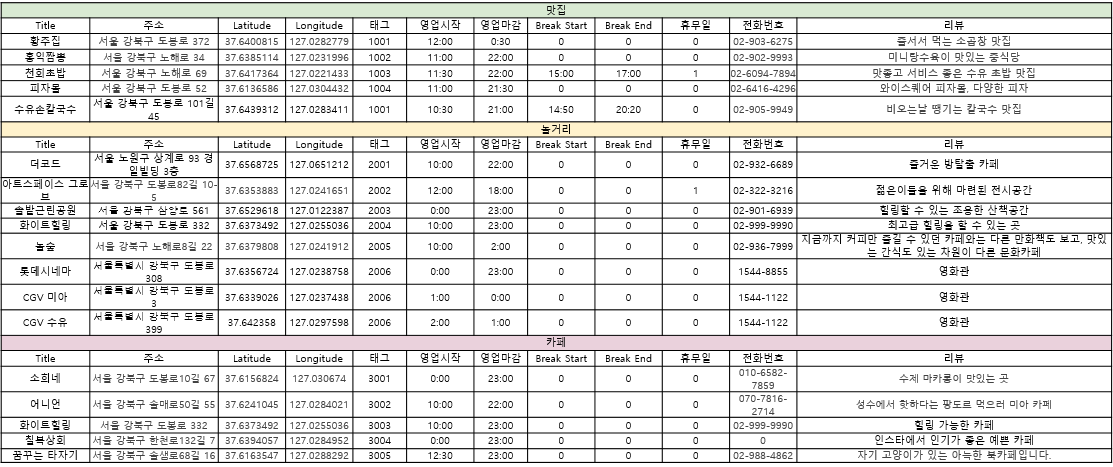 맛집
Title 주소 Latitude Longitude 태그 영업시작 영업마감 Break Start Break End 휴무일 전화번호 리뷰
황주집 서울 강북구 도봉로 372 37.6400815 127.0282779 1001 12:00 0:30 0 0 0 02-903-6275 줄서서 먹는 소곱창 맛집
홍익짬뽕 서울 강북구 노해로 34 37.6385114 127.0231996 1002 11:00 22:00 0 0 0 02-902-9993 미니탕수육이 맛있는 중식당
전회초밥 서울 강북구 노해로 69 37.6417364 127.0221433 1003 11:30 22:00 15:00 17:00 1 02-6094-7894 맛좋고 서비스 좋은 수유 초밥 맛집
피자몰 서울 강북구 도봉로 52 37.6136586 127.0304432 1004 11:00 21:30 0 0 0 02-6416-4296 와이스퀘어 피자몰, 다양한 피자
수유손칼국수 서울 강북구 도봉로 101길 45 37.6439312 127.0283411 1001 10:30 21:00 14:50 20:20 0 02-905-9949 비오는날 땡기는 칼국수 맛집
놀거리
Title 주소 Latitude Longitude 태그 영업시작 영업마감 Break Start Break End 휴무일 전화번호 리뷰
더코드 서울 노원구 상계로 93 경일빌딩 3층 37.6568725 127.0651212 2001 10:00 22:00 0 0 0 02-932-6689 즐거운 방탈출 카페
아트스페이스 그로브 서울 강북구 도봉로82길 10-5 37.6353883 127.0241651 2002 12:00 18:00 0 0 1 02-322-3216 젊은이들을 위해 마련된 전시공간
솔밭근린공원 서울 강북구 삼양로 561 37.6529618 127.0122387 2003 0:00 23:00 0 0 0 02-901-6939 힐링할 수 있는 조용한 산책공간
화이트힐링 서울 강북구 도봉로 332 37.6373492 127.0255036 2004 10:00 23:00 0 0 0 02-999-9990 최고급 힐링을 할 수 있는 곳
놀숲 서울 강북구 노해로8길 22 37.6379808 127.0241912 2005 10:00 2:00 0 0 0 02-936-7999 지금까지 커피만 즐길 수 있던 카페와는 다른 만화책도 보고, 맛있는 간식도 있는 차원이 다른 문화카페
롯데시네마 서울특별시 강북구 도봉로 308 37.6356724 127.0238758 2006 0:00 23:00 0 0 0 1544-8855 영화관
CGV 미아 서울특별시 강북구 도봉로 3 37.6339026 127.0237438 2006 1:00 0:00 0 0 0 1544-1122 영화관
CGV 수유 서울특별시 강북구 도봉로 399 37.642358 127.0297598 2006 2:00 1:00 0 0 0 1544-1122 영화관
카페
Title 주소 Latitude Longitude 태그 영업시작 영업마감 Break Start Break End 휴무일 전화번호 리뷰
소희네 서울 강북구 도봉로10길 67 37.6156824 127.030674 3001 0:00 23:00 0 0 0 010-6582-7859 수제 마카롱이 맛있는 곳
어니언 서울 강북구 솔매로50길 55 37.6241045 127.0284021 3002 10:00 22:00 0 0 0 070-7816-2714 성수에서 핫하다는 팡도르 먹으러 미아 카페
화이트힐링 서울 강북구 도봉로 332 37.6373492 127.0255036 3003 10:00 23:00 0 0 0 02-999-9990 힐링 가능한 카페
칠복상회 서울 강북구 한천로132길 7 37.6394057 127.0284952 3004 0:00 23:00 0 0 0 0 인스타에서 인기가 좋은 예쁜 카페
꿈꾸는 타자기 서울 강북구 솔샘로68길 16 37.6163547 127.0288292 3005 12:30 23:00 0 0 0 02-988-4862 자기 고양이가 있는 아늑한 북카페입니다.